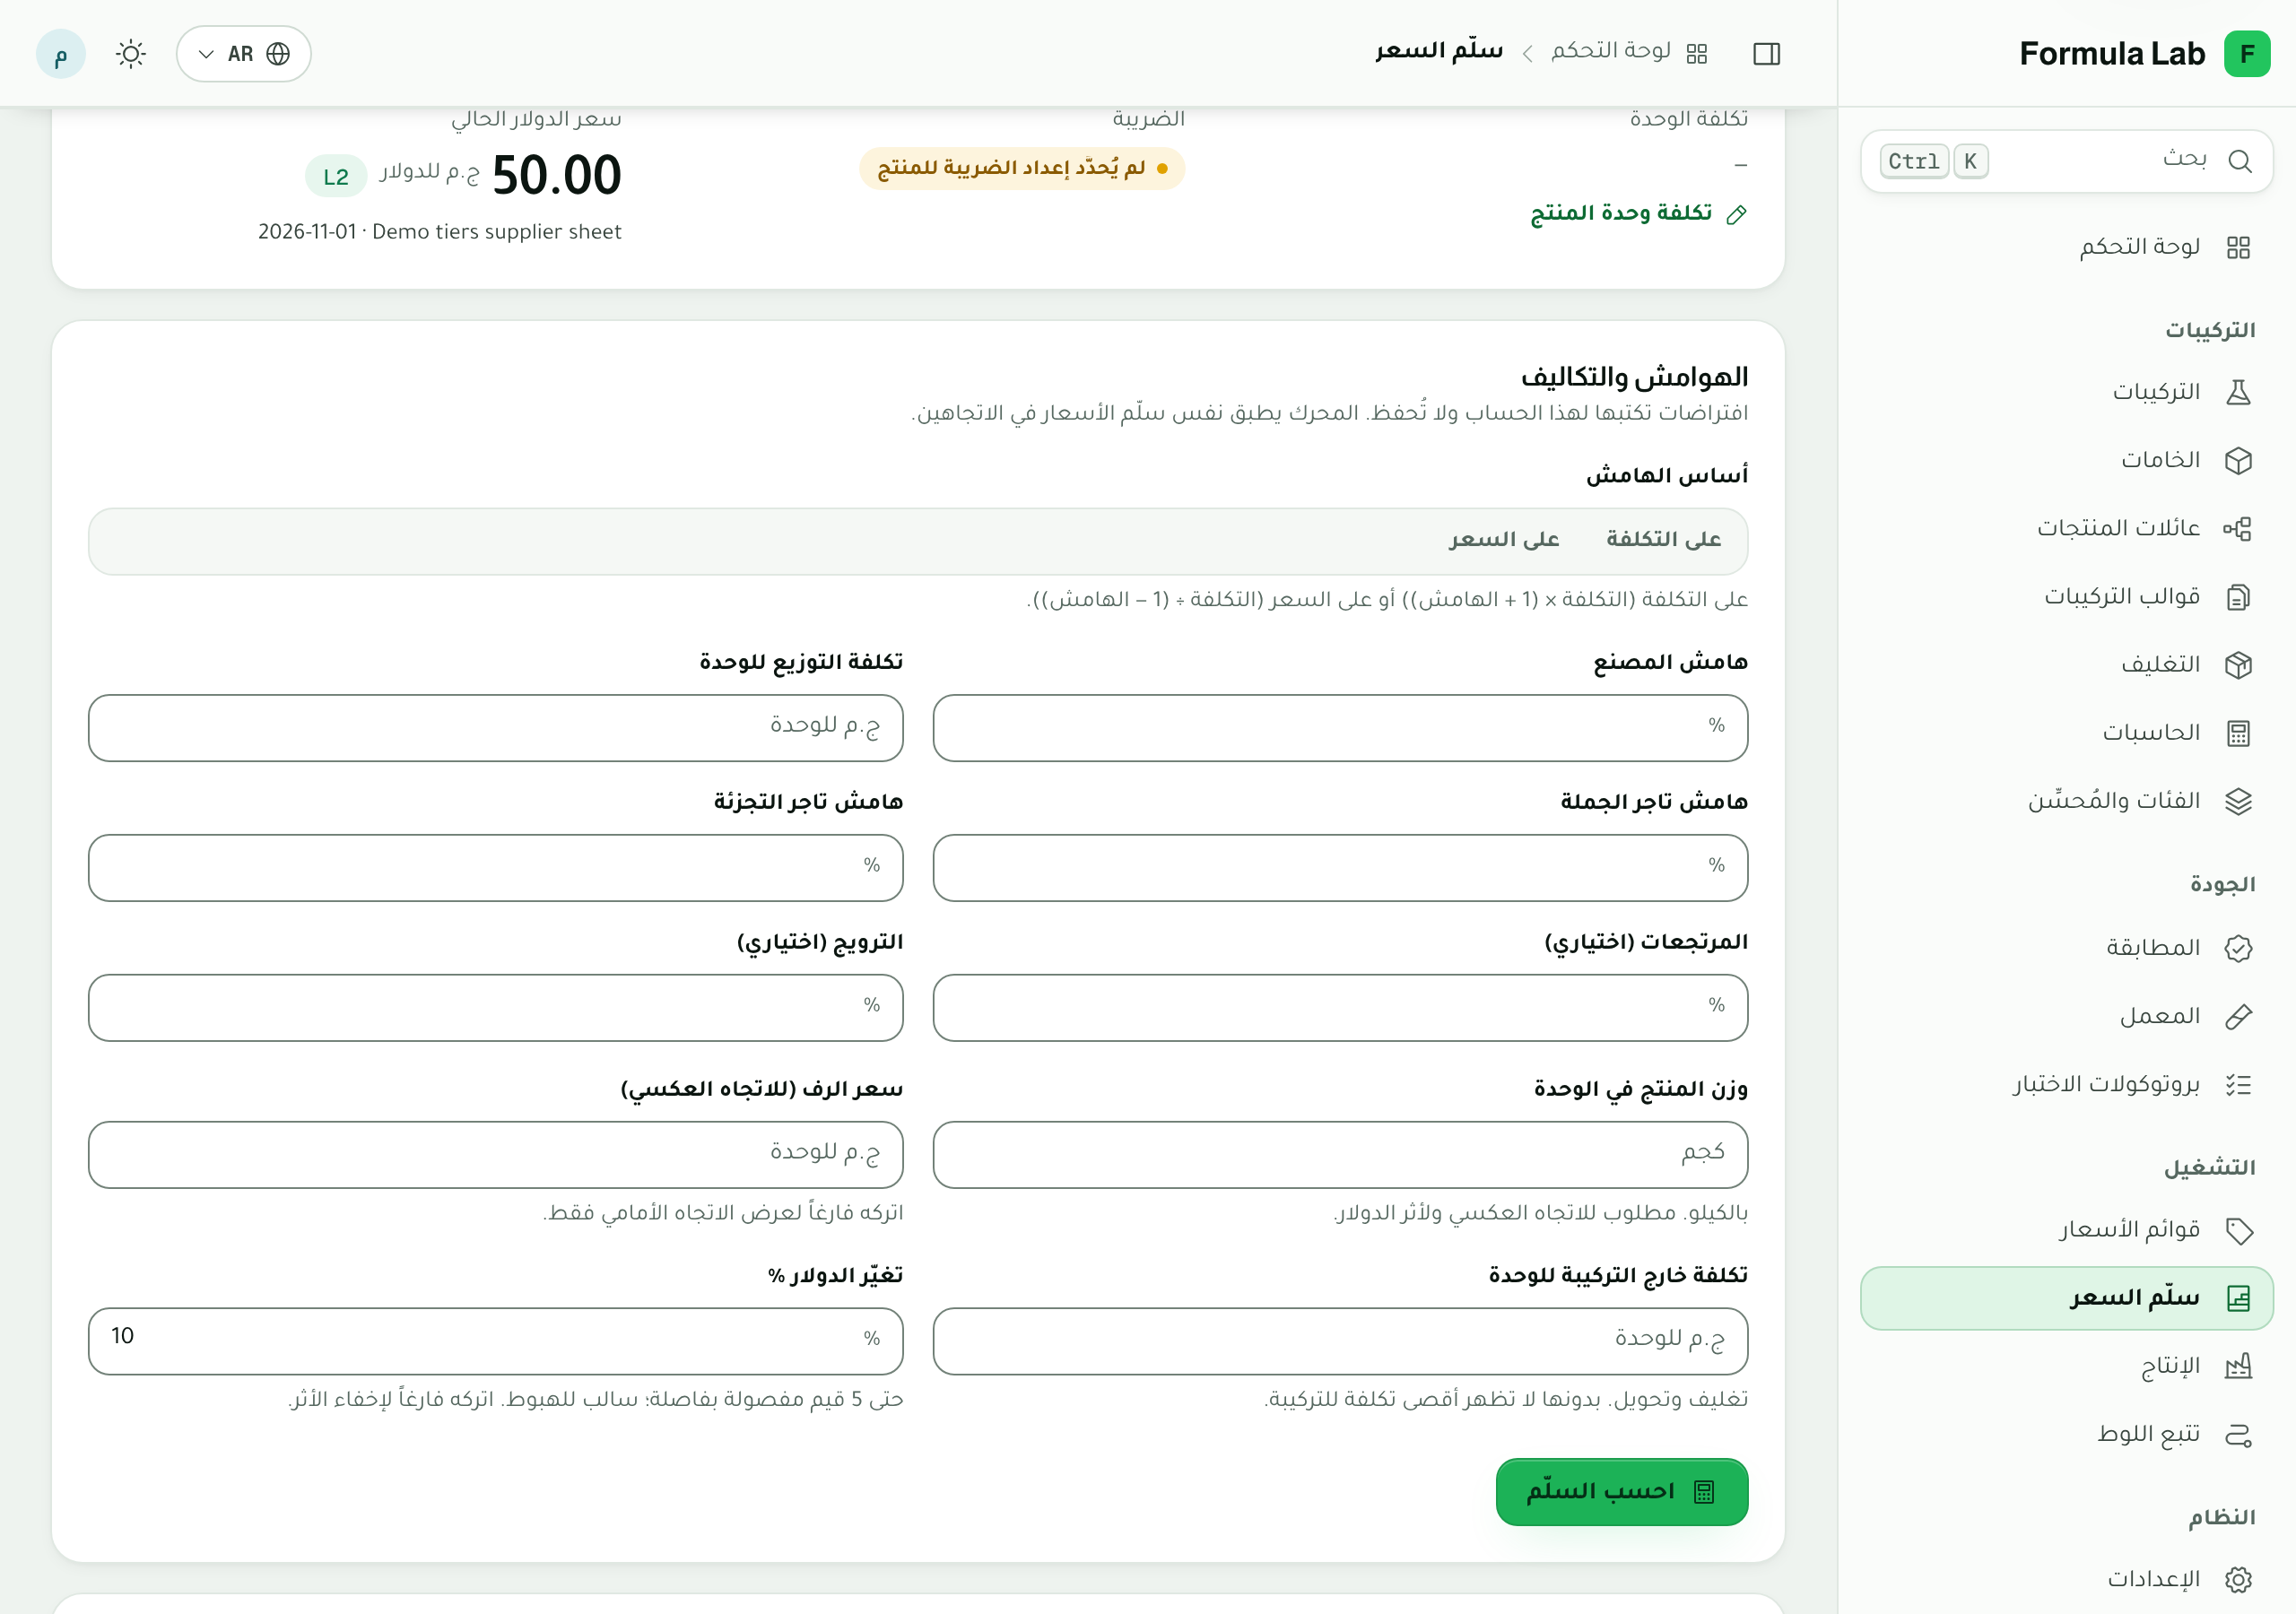 Formula Lab
F
بحث
Ctrl K
لوحة التحكم
التركيبات
التركيبات
الخامات
عائلات المنتجات
قوالب التركيبات
التغليف
الحاسبات
الفئات والمُحسِّن
الجودة
المطابقة
المعمل
بروتوكولات الاختبار
التشغيل
قوائم الأسعار
سلّم السعر
الإنتاج
تتبع اللوط
النظام
الإعدادات
لوحة التحكم
سلّم السعر
AR
م
تكلفة الوحدة
–
تكلفة وحدة المنتج
الضريبة
لم يُحدَّد إعداد الضريبة للمنتج
سعر الدولار الحالي
50.00 ج.م للدولار L2
2026-11-01 · Demo tiers supplier sheet
الهوامش والتكاليف
افتراضات تكتبها لهذا الحساب ولا تُحفظ. المحرك يطبق نفس سلّم الأسعار في الاتجاهين.
أساس الهامش
على التكلفة
على السعر
على التكلفة (التكلفة × (1 + الهامش)) أو على السعر (التكلفة ÷ (1 – الهامش)).
هامش المصنع
%
تكلفة التوزيع للوحدة
ج.م للوحدة
هامش تاجر الجملة
%
هامش تاجر التجزئة
%
المرتجعات (اختياري)
%
الترويج (اختياري)
%
وزن المنتج في الوحدة
كجم
بالكيلو. مطلوب للاتجاه العكسي ولأثر الدولار.
سعر الرف (للاتجاه العكسي)
ج.م للوحدة
اتركه فارغاً لعرض الاتجاه الأمامي فقط.
تكلفة خارج التركيبة للوحدة
ج.م للوحدة
تغليف وتحويل. بدونها لا تظهر أقصى تكلفة للتركيبة.
تغيّر الدولار %
% 10
حتى 5 قيم مفصولة بفاصلة؛ سالب للهبوط. اتركه فارغاً لإخفاء الأثر.
احسب السلّم